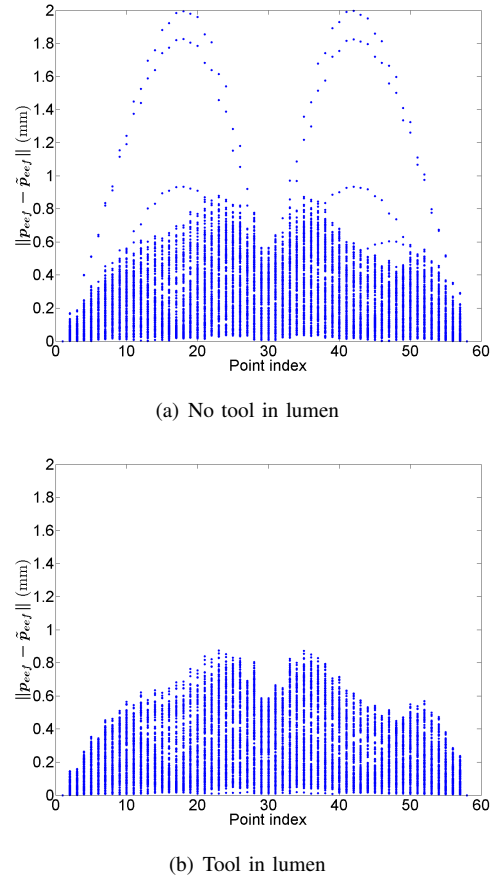 2
1.8
1.6
1.4
1.2
1
0.8
0.6
0.4
0.2
0
‖p_eef − p̃_eef‖ (mm)
0 10 20 30 40 50 60
Point index
(a) No tool in lumen
2
1.8
1.6
1.4
1.2
1
0.8
0.6
0.4
0.2
0
‖p_eef − p̃_eef‖ (mm)
0 10 20 30 40 50 60
Point index
(b) Tool in lumen